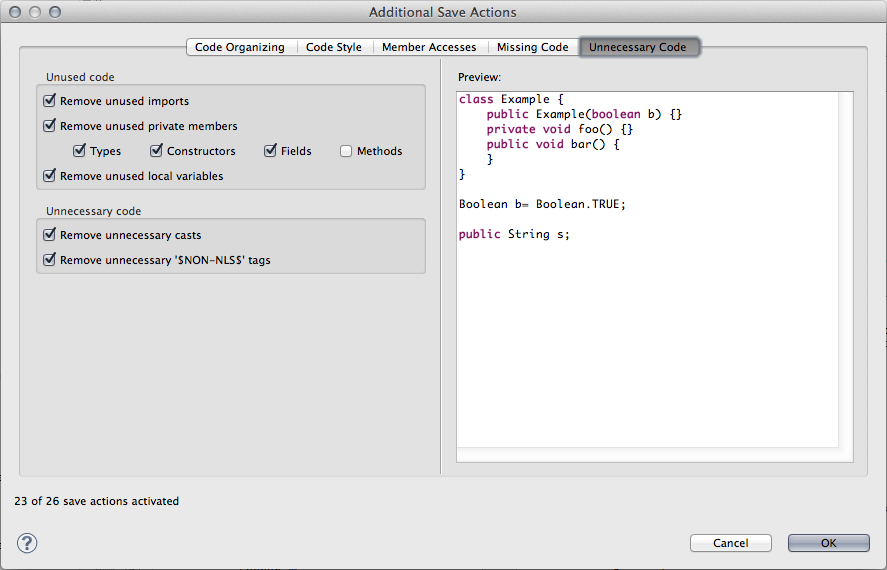 Additional Save Actions
Code Organizing Code Style Member Accesses Missing Code Unnecessary Code
Unused code
Remove unused imports
Remove unused private members
Types Constructors Fields Methods
Remove unused local variables
Unnecessary code
Remove unnecessary casts
Remove unnecessary '$NON-NLS$' tags
Preview:
class Example {
    public Example(boolean b) {}
    private void foo() {}
    public void bar() {
    }
}
Boolean b= Boolean.TRUE;
public String s;
23 of 26 save actions activated
?
Cancel OK